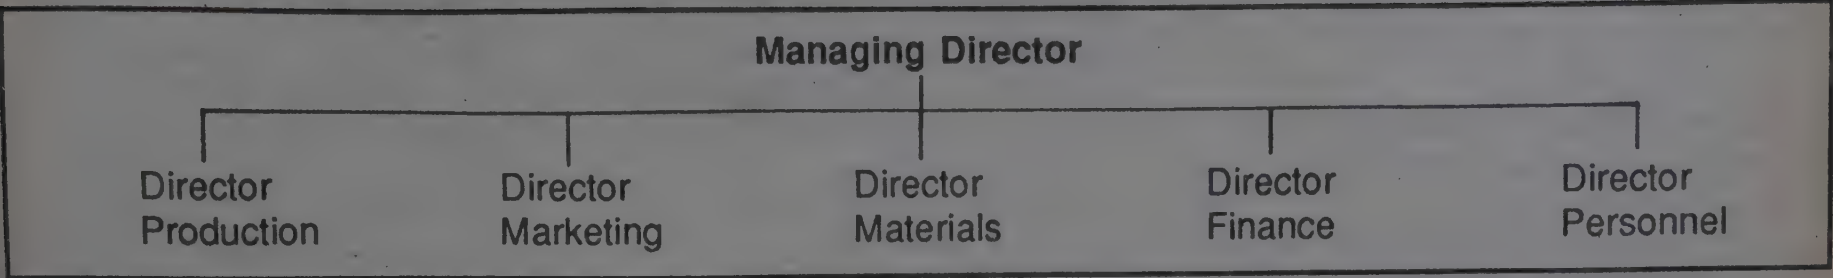 Managing Director
Director
Production
Director
Marketing
Director
Materials
Director
Finance
Director
Personnel